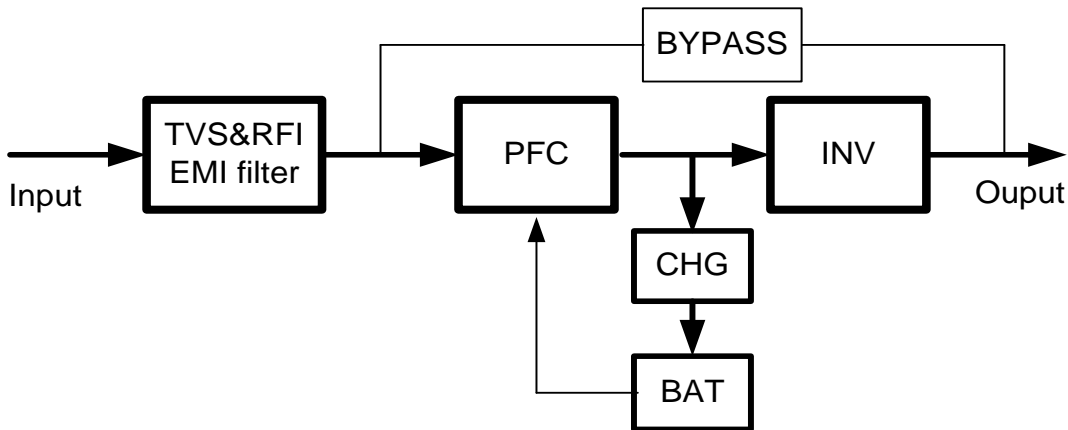 BYPASS
TVS&RFI
EMI filter
PFC
INV
Input
Ouput
CHG
BAT